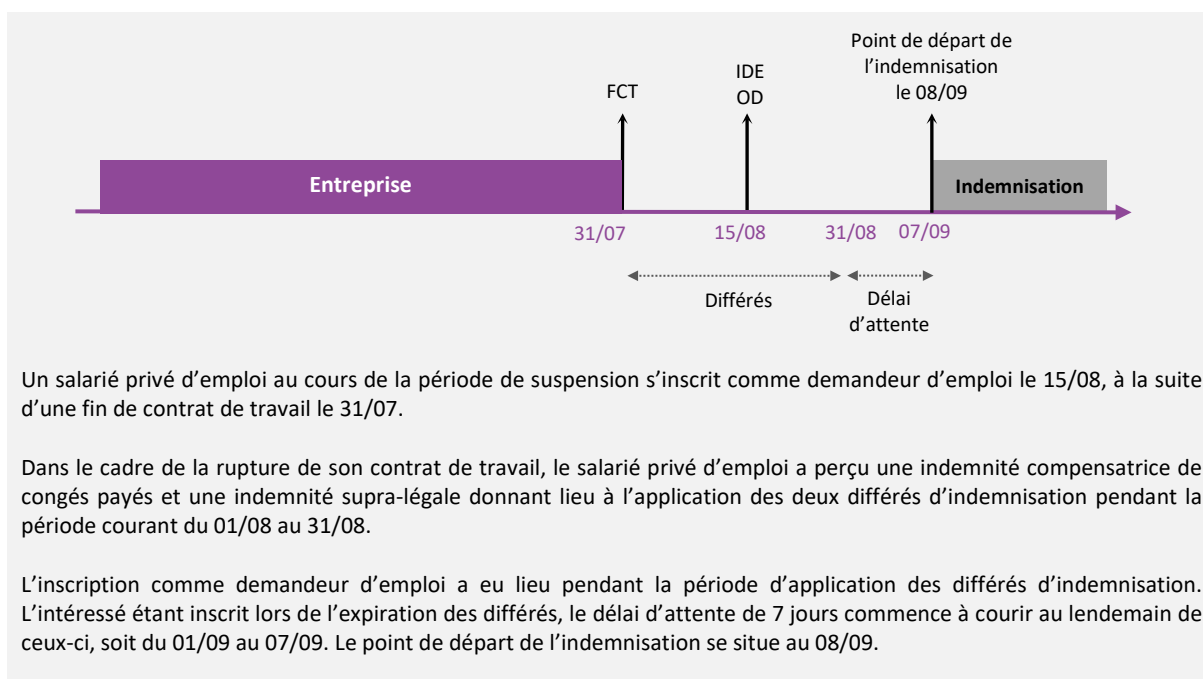 Point de départ de
l’indemnisation
le 08/09
IDE
OD
FCT
Entreprise
Indemnisation
31/07
15/08
31/08
07/09
Différés
Délai
d’attente
Un salarié privé d’emploi au cours de la période de suspension s’inscrit comme demandeur d’emploi le 15/08, à la suite
d’une fin de contrat de travail le 31/07.
Dans le cadre de la rupture de son contrat de travail, le salarié privé d’emploi a perçu une indemnité compensatrice de
congés payés et une indemnité supra-légale donnant lieu à l’application des deux différés d’indemnisation pendant la
période courant du 01/08 au 31/08.
L’inscription comme demandeur d’emploi a eu lieu pendant la période d’application des différés d’indemnisation.
L’intéressé étant inscrit lors de l’expiration des différés, le délai d’attente de 7 jours commence à courir au lendemain de
ceux-ci, soit du 01/09 au 07/09. Le point de départ de l’indemnisation se situe au 08/09.